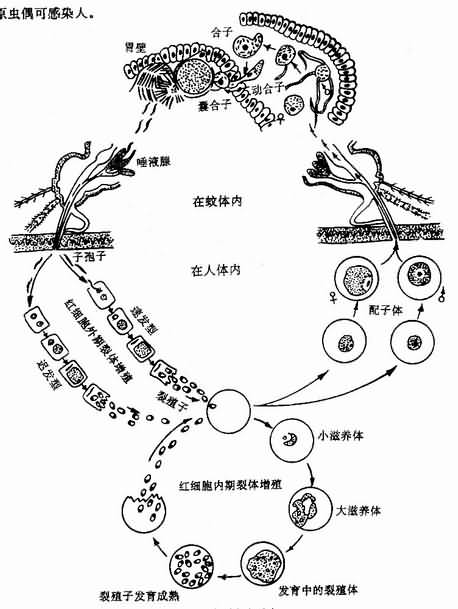 原虫偶可感染人。
合子
胃壁
动合子
囊合子
♀
唾液腺
在蚊体内
子孢子
在人体内
速发型
红细胞外期裂体增殖
迟发型
裂殖子
♀
配子体
♂
小滋养体
红细胞内期裂体增殖
大滋养体
裂殖子发育成熟
发育中的裂殖体